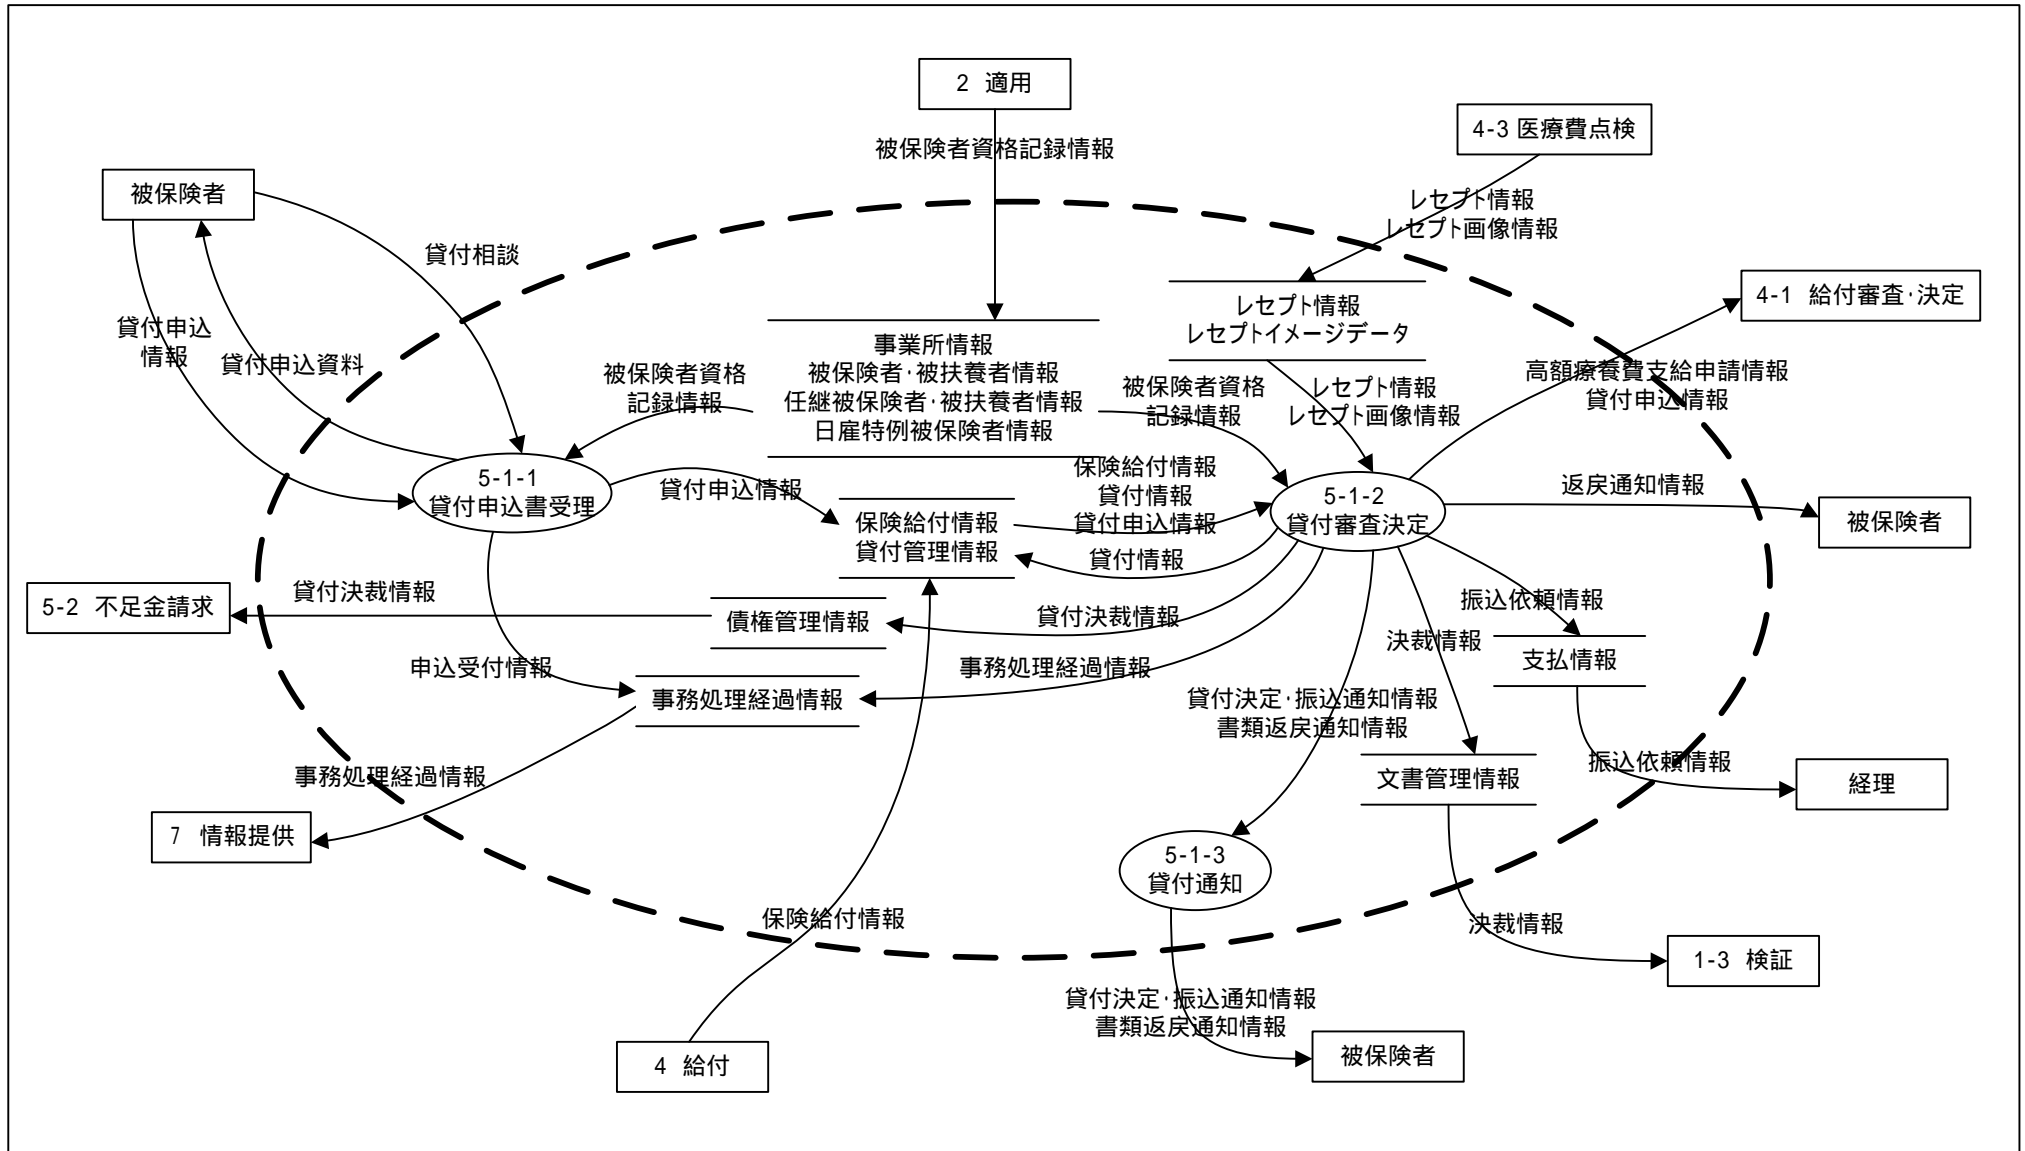 2 適用
4-3 医療費点検
被保険者資格記録情報
被保険者
レセプト情報
レセプト画像情報
貸付相談
4-1 給付審査・決定
レセプト情報
レセプトイメージデータ
貸付申込
情報
貸付申込資料
事業所情報
被保険者・被扶養者情報
任継被保険者・被扶養者情報
日雇特例被保険者情報
被保険者資格
記録情報
被保険者資格
記録情報
レセプト情報
レセプト画像情報
高額療養費支給申請情報
貸付申込情報
5-1-1
貸付申込書受理
貸付申込情報
保険給付情報
貸付情報
貸付申込情報
5-1-2
貸付審査決定
返戻通知情報
被保険者
保険給付情報
貸付管理情報
貸付情報
5-2 不足金請求
貸付決裁情報
債権管理情報
貸付決裁情報
振込依頼情報
決裁情報
支払情報
申込受付情報
事務処理経過情報
事務処理経過情報
貸付決定・振込通知情報
書類返戻通知情報
事務処理経過情報
文書管理情報
振込依頼情報
経理
7 情報提供
5-1-3
貸付通知
保険給付情報
決裁情報
1-3 検証
貸付決定・振込通知情報
書類返戻通知情報
被保険者
4 給付